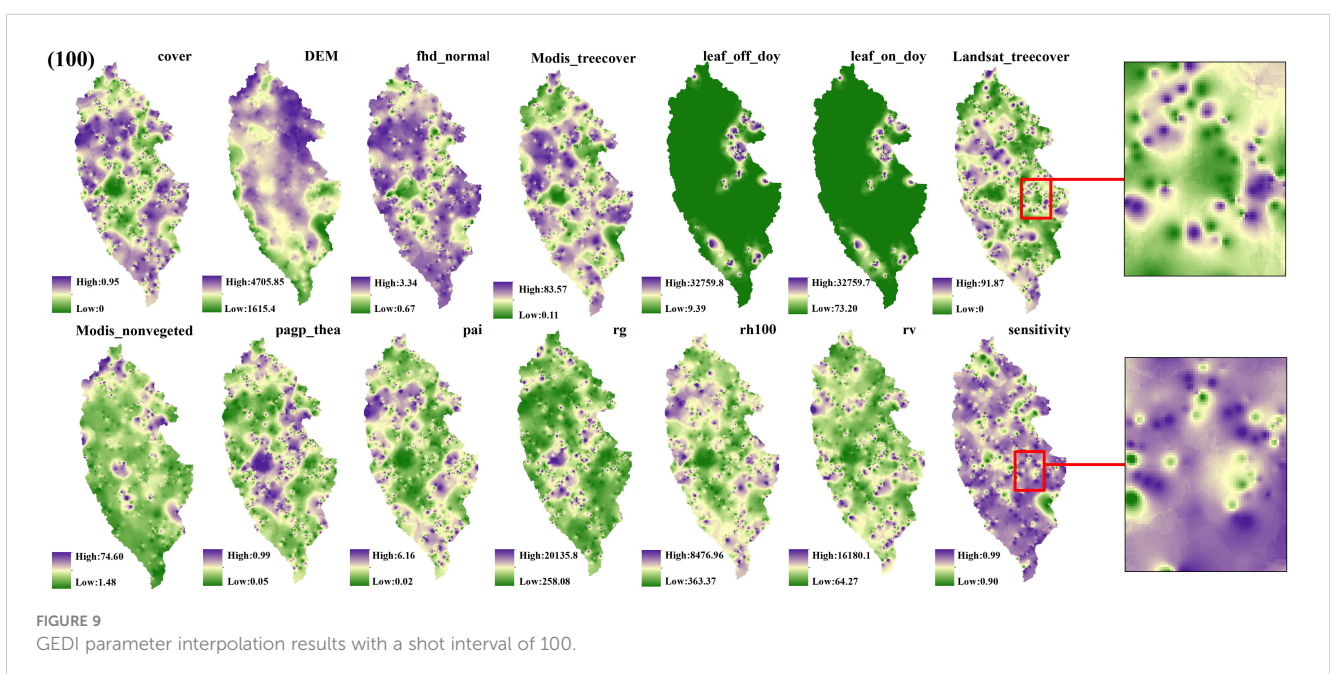 (100)
cover
DEM
fhd_normal
Modis_treecover
leaf_off_doy
leaf_on_doy
Landsat_treecover
High:0.95
Low:0
High:4705.85
Low:1615.4
High:3.34
Low:0.67
High:83.57
Low:0.11
High:32759.8
Low:9.39
High:32759.7
Low:73.20
High:91.87
Low:0
Modis_nonvegeted
pagp_thea
pai
rg
rh100
rv
sensitivity
High:74.60
Low:1.48
High:0.99
Low:0.05
High:6.16
Low:0.02
High:20135.8
Low:258.08
High:8476.96
Low:363.37
High:16180.1
Low:64.27
High:0.99
Low:0.90
FIGURE 9
GEDI parameter interpolation results with a shot interval of 100.